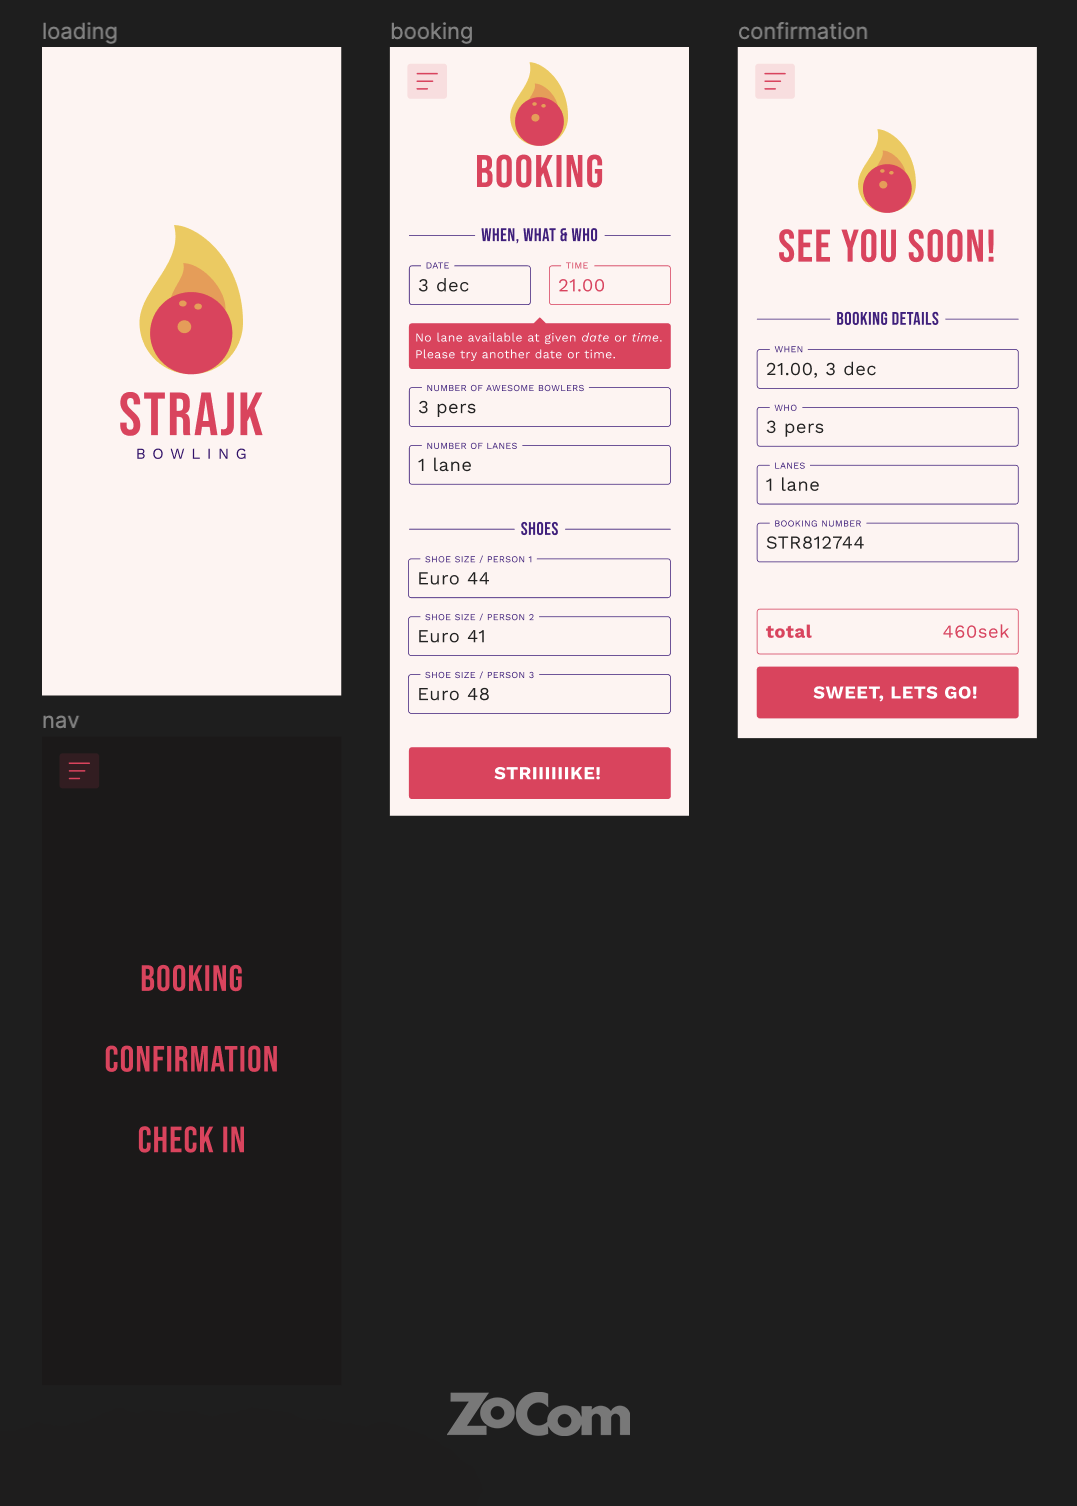 loading
STRAJK
BOWLING
booking
BOOKING
WHEN, WHAT & WHO
DATE
3 dec
TIME
21.00
No lane available at given date or time.
Please try another date or time.
NUMBER OF AWESOME BOWLERS
3 pers
NUMBER OF LANES
1 lane
SHOES
SHOE SIZE / PERSON 1
Euro 44
SHOE SIZE / PERSON 2
Euro 41
SHOE SIZE / PERSON 3
Euro 48
STRIIIIIIKE!
confirmation
SEE YOU SOON!
BOOKING DETAILS
WHEN
21.00, 3 dec
WHO
3 pers
LANES
1 lane
BOOKING NUMBER
STR812744
total 460sek
SWEET, LETS GO!
nav
BOOKING
CONFIRMATION
CHECK IN
ZoCom